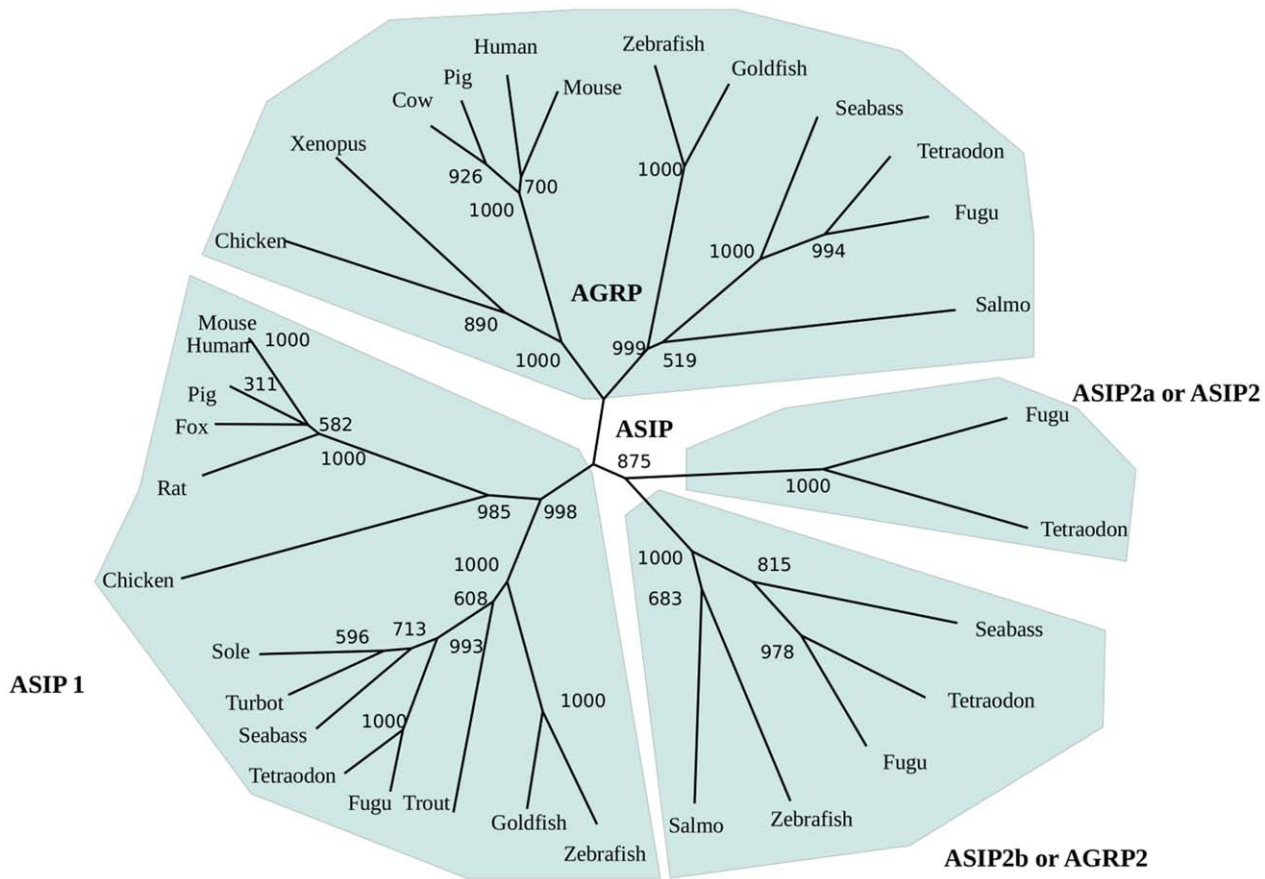 Human
Zebrafish
Goldfish
Pig
Mouse
Cow
Seabass
Xenopus
Tetraodon
926
700
1000
1000
Fugu
Chicken
1000
994
AGRP
Salmo
890
1000
999
519
Mouse
1000
Human
ASIP2a or ASIP2
Pig
311
Fugu
Fox
582
ASIP
1000
875
Rat
1000
985
998
Tetraodon
Chicken
1000
1000
815
608
683
Sole
596
713
993
Seabass
978
ASIP 1
Turbot
1000
Tetraodon
Seabass
1000
Tetraodon
Fugu
Fugu
Trout
Goldfish
Salmo
Zebrafish
Zebrafish
ASIP2b or AGRP2